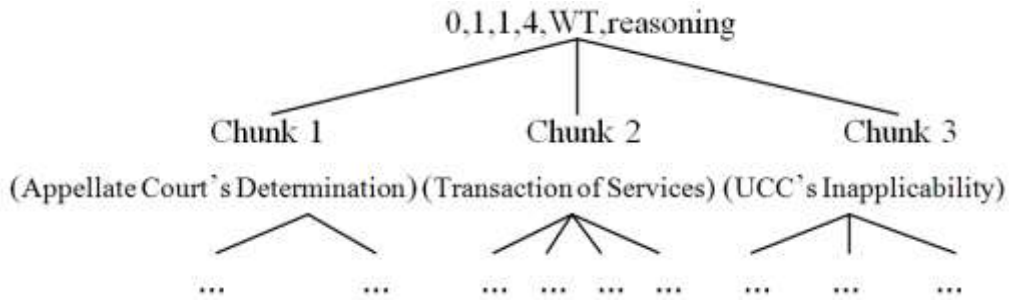 0,1,1,4,WT,reasoning
Chunk 1 Chunk 2 Chunk 3
(Appellate Court`s Determination) (Transaction of Services) (UCC`s Inapplicability)
... ... ... ... ... ... ... ... ...